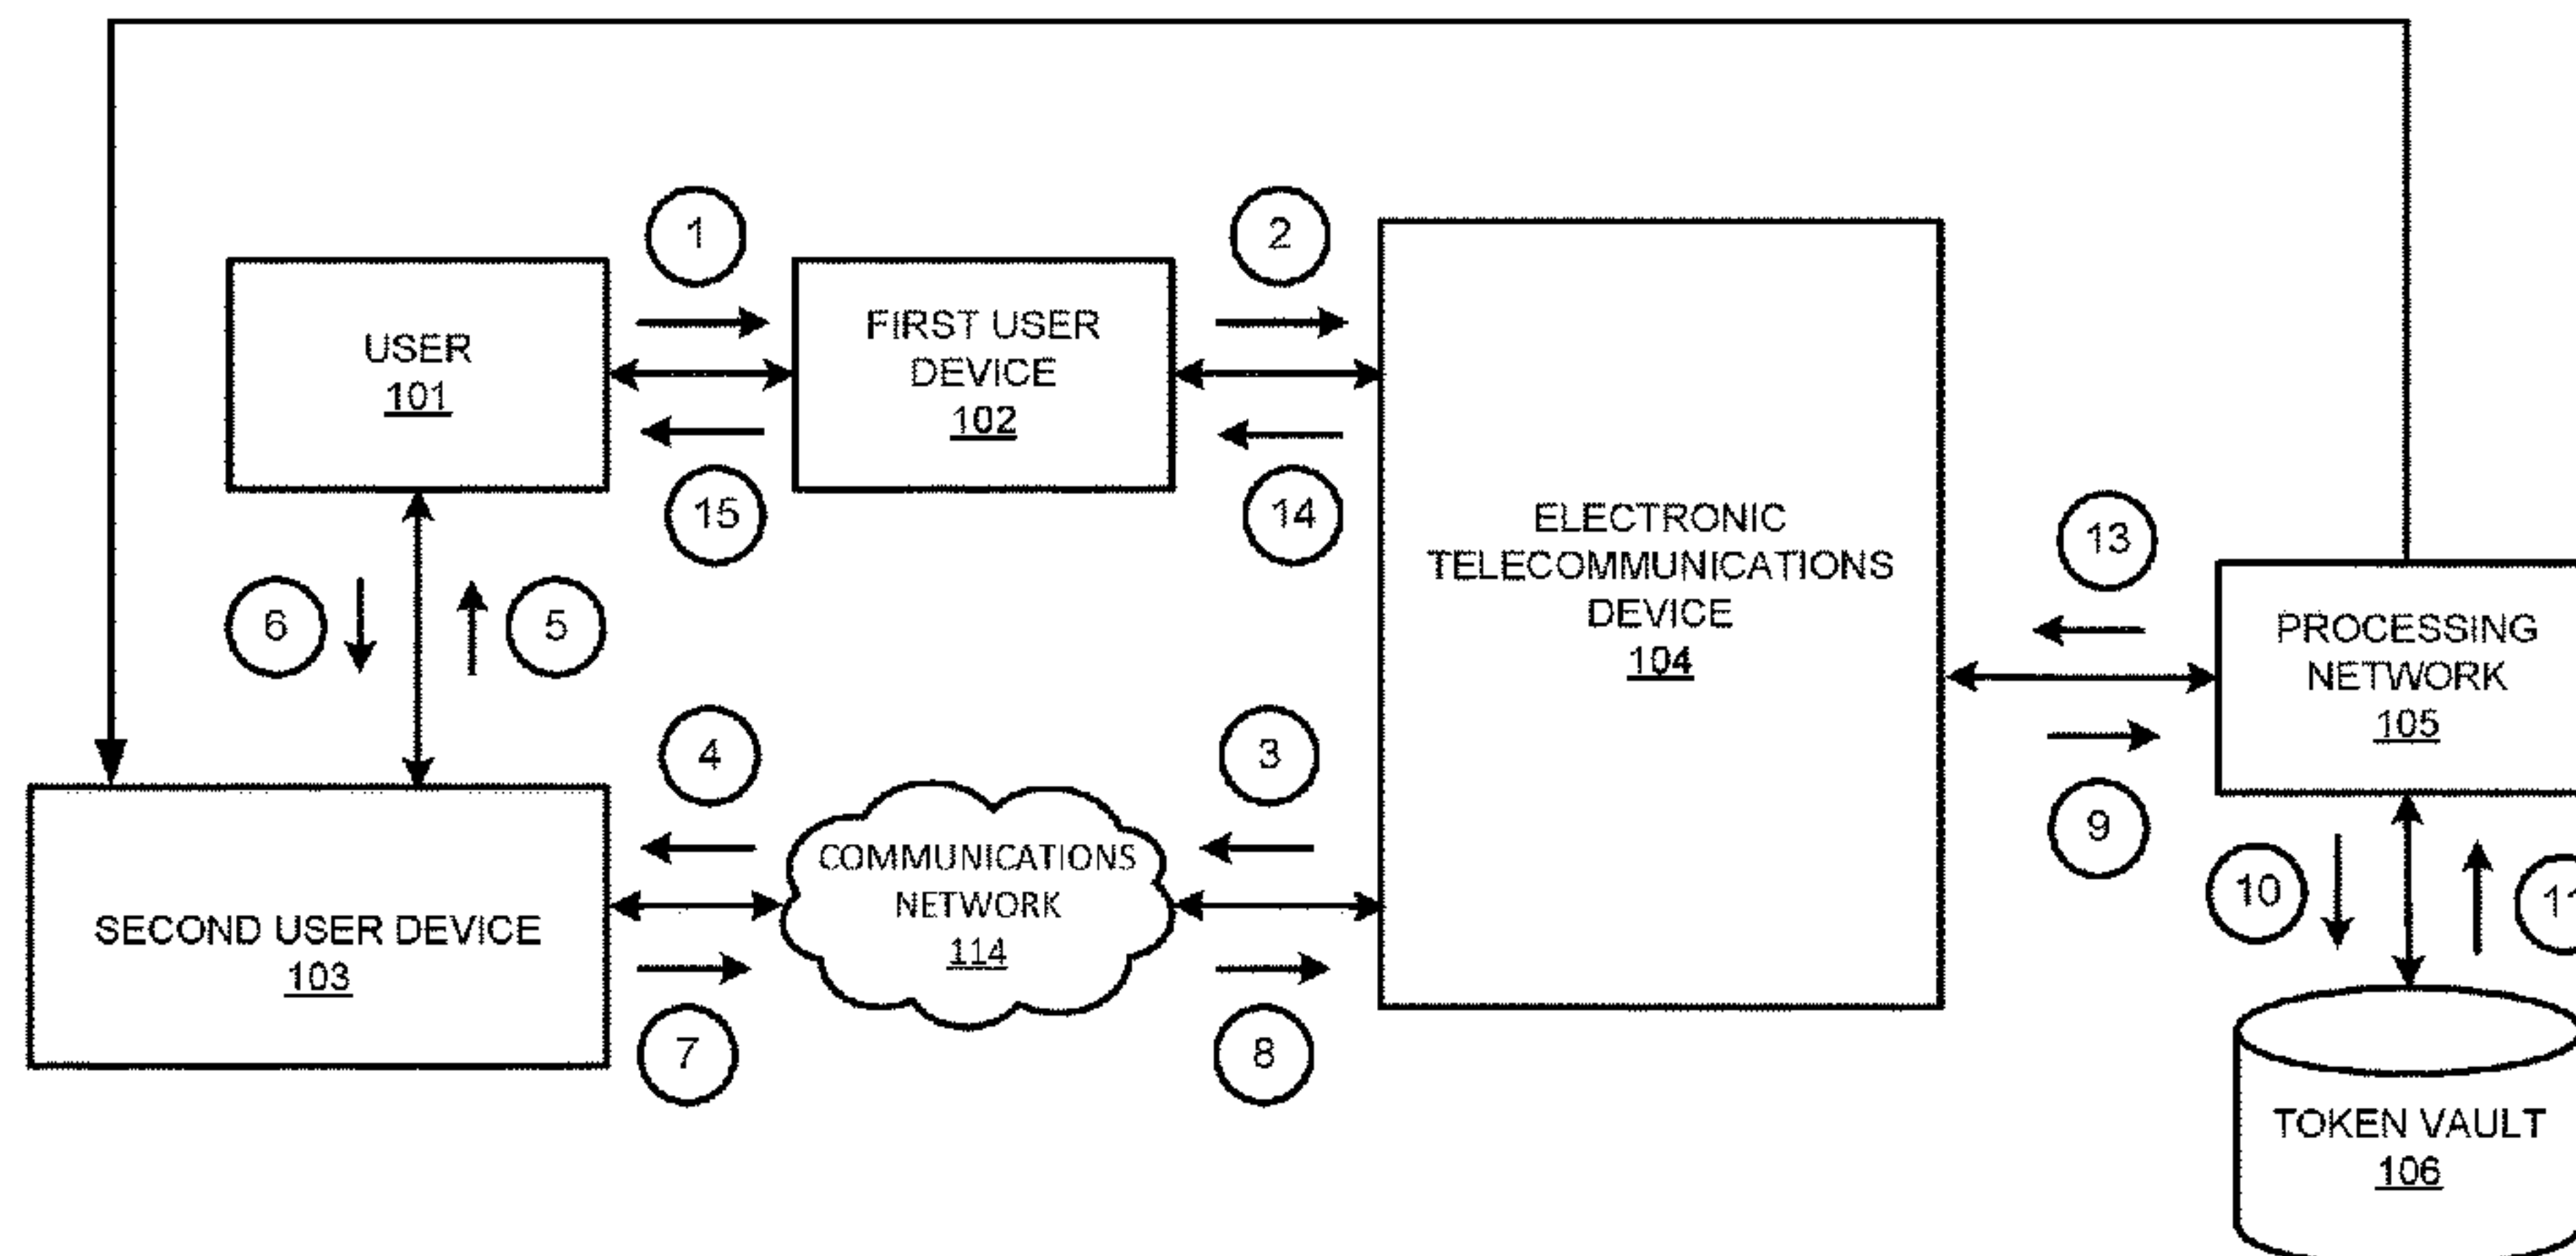 1
2
USER
101
FIRST USER
DEVICE
102
15
14
6
5
ELECTRONIC
TELECOMMUNICATIONS
DEVICE
104
13
PROCESSING
NETWORK
105
9
4
3
SECOND USER DEVICE
103
COMMUNICATIONS
NETWORK
114
7
8
10
11
TOKEN VAULT
106